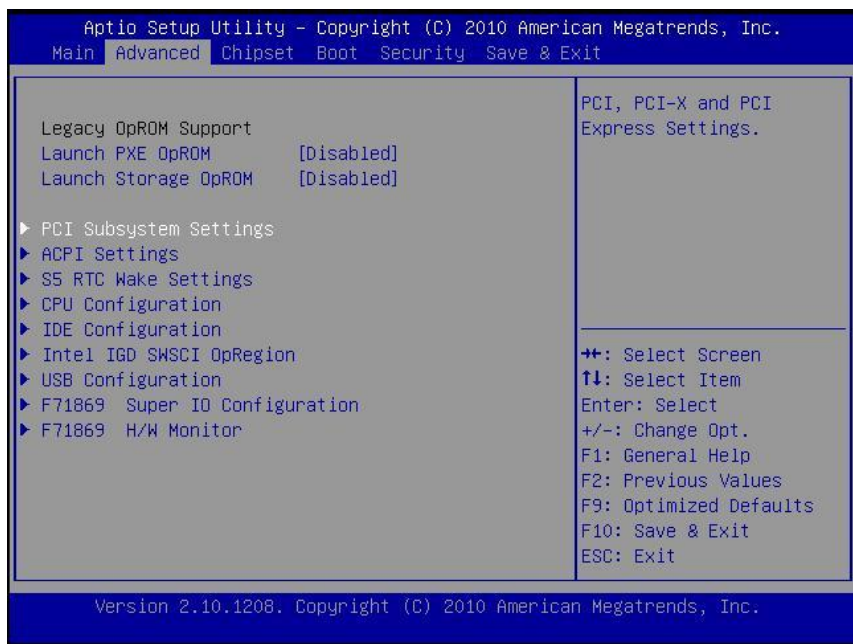 Aptio Setup Utility – Copyright (C) 2010 American Megatrends, Inc.
Main Advanced Chipset Boot Security Save & Exit
Legacy OpROM Support
Launch PXE OpROM [Disabled]
Launch Storage OpROM [Disabled]
PCI Subsystem Settings
ACPI Settings
S5 RTC Wake Settings
CPU Configuration
IDE Configuration
Intel IGD SWSCI OpRegion
USB Configuration
F71869 Super IO Configuration
F71869 H/W Monitor
PCI, PCI-X and PCI
Express Settings.
→←: Select Screen
↑↓: Select Item
Enter: Select
+/-: Change Opt.
F1: General Help
F2: Previous Values
F9: Optimized Defaults
F10: Save & Exit
ESC: Exit
Version 2.10.1208. Copyright (C) 2010 American Megatrends, Inc.